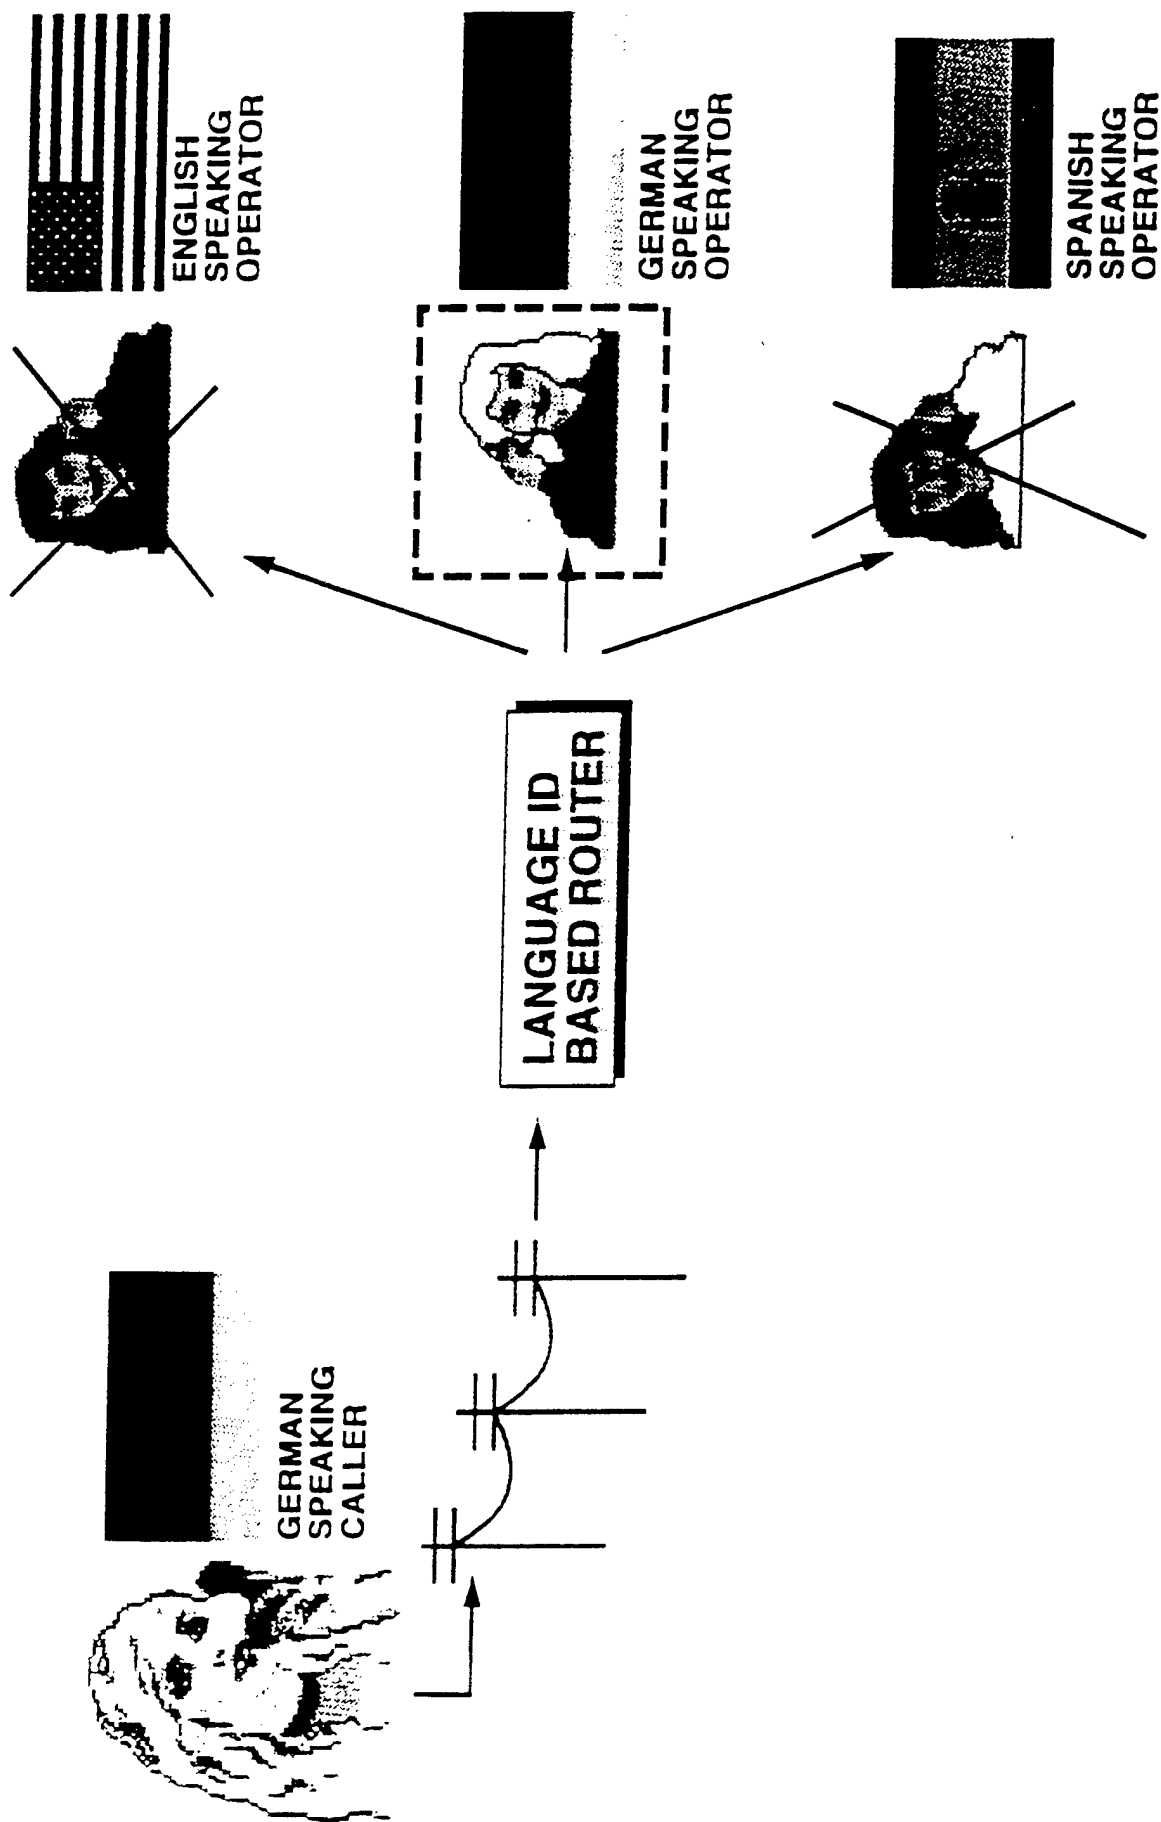 GERMAN
SPEAKING
CALLER
LANGUAGE ID
BASED ROUTER
ENGLISH
SPEAKING
OPERATOR
GERMAN
SPEAKING
OPERATOR
SPANISH
SPEAKING
OPERATOR